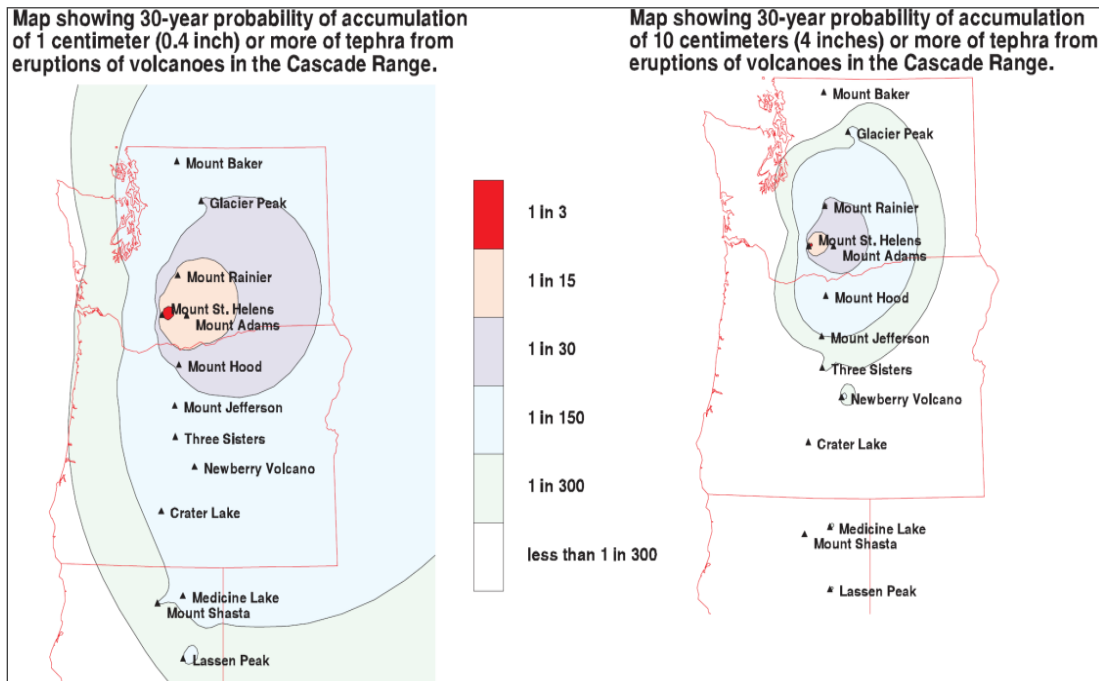 Map showing 30-year probability of accumulation
of 1 centimeter (0.4 inch) or more of tephra from
eruptions of volcanoes in the Cascade Range.
Mount Baker
Glacier Peak
Mount Rainier
Mount St. Helens
Mount Adams
Mount Hood
Mount Jefferson
Three Sisters
Newberry Volcano
Crater Lake
Medicine Lake
Mount Shasta
Lassen Peak
1 in 3
1 in 15
1 in 30
1 in 150
1 in 300
less than 1 in 300
Map showing 30-year probability of accumulation
of 10 centimeters (4 inches) or more of tephra from
eruptions of volcanoes in the Cascade Range.
Mount Baker
Glacier Peak
Mount Rainier
Mount St. Helens
Mount Adams
Mount Hood
Mount Jefferson
Three Sisters
Newberry Volcano
Crater Lake
Medicine Lake
Mount Shasta
Lassen Peak